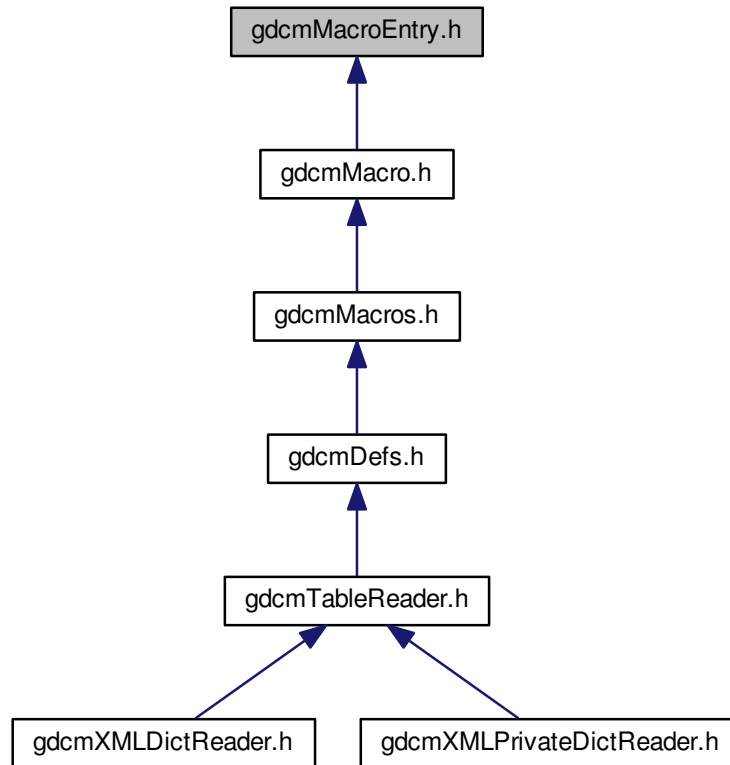 gdcmMacroEntry.h
gdcmMacro.h
gdcmMacros.h
gdcmDefs.h
gdcmTableReader.h
gdcmXMLDictReader.h
gdcmXMLPrivateDictReader.h